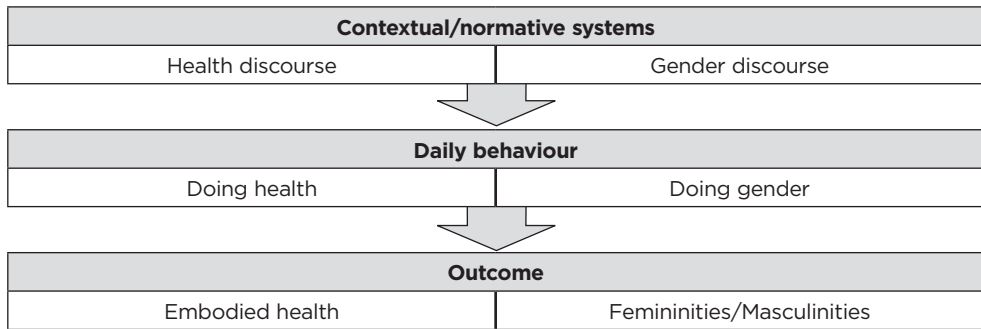 Contextual/normative systems
Health discourse
Gender discourse
Daily behaviour
Doing health
Doing gender
Outcome
Embodied health
Femininities/Masculinities